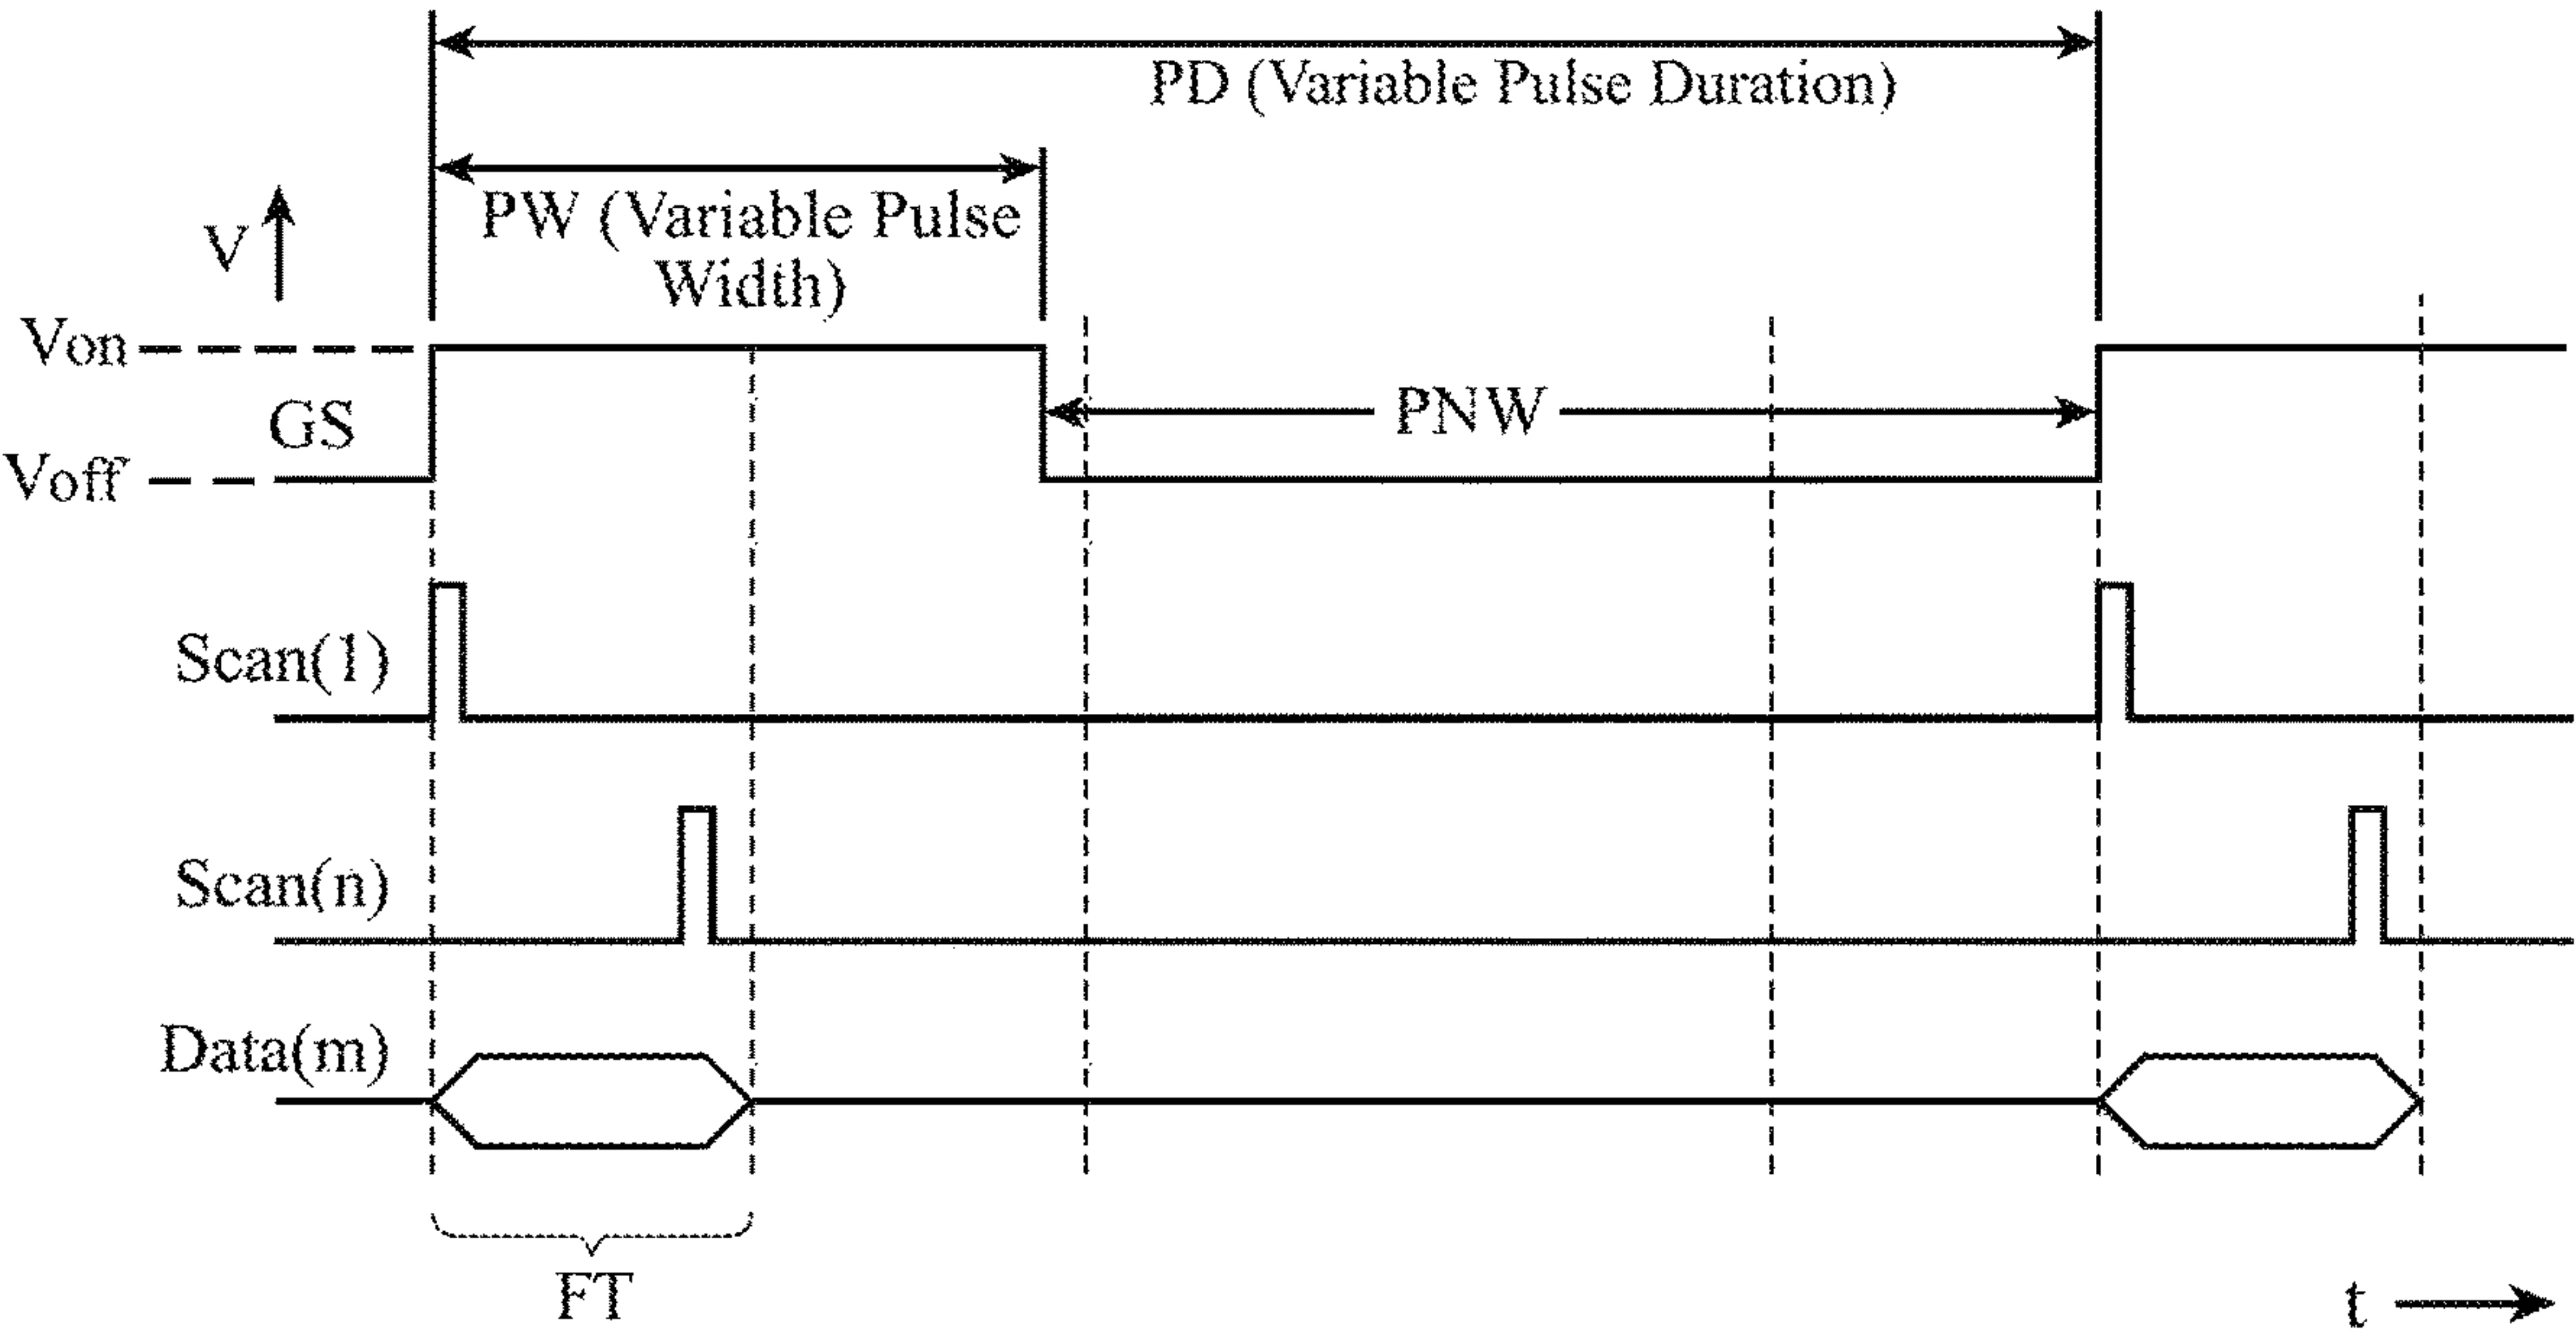 PD (Variable Pulse Duration)
PW (Variable Pulse
Width)
V
Von
GS
PNW
Voff
Scan(1)
Scan(n)
Data(m)
FT
t